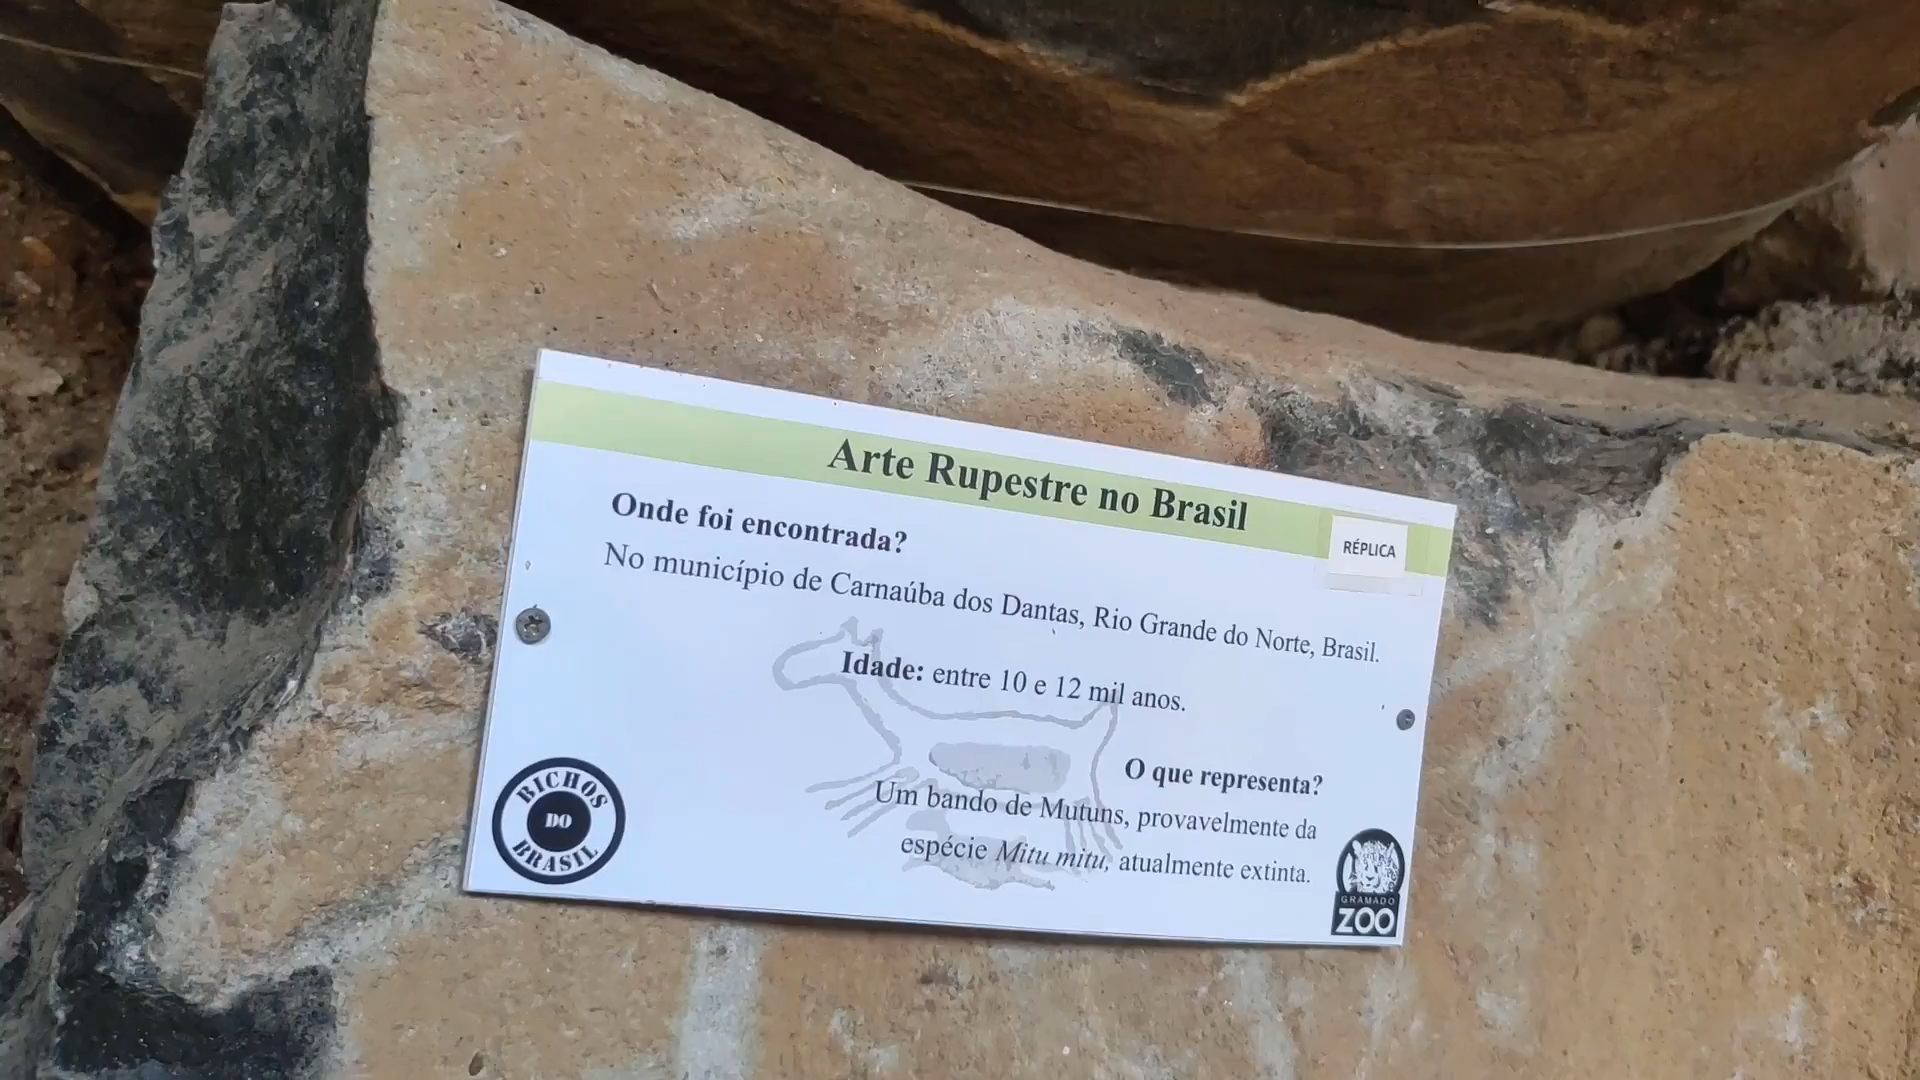 Arte Rupestre no Brasil
RÉPLICA
Onde foi encontrada?
No município de Carnaúba dos Dantas, Rio Grande do Norte, Brasil.
Idade: entre 10 e 12 mil anos.
O que representa?
Um bando de Mutuns, provavelmente da
espécie Mitu mitu, atualmente extinta.
BICHOS
DO
BRASIL
GRAMADO
ZOO